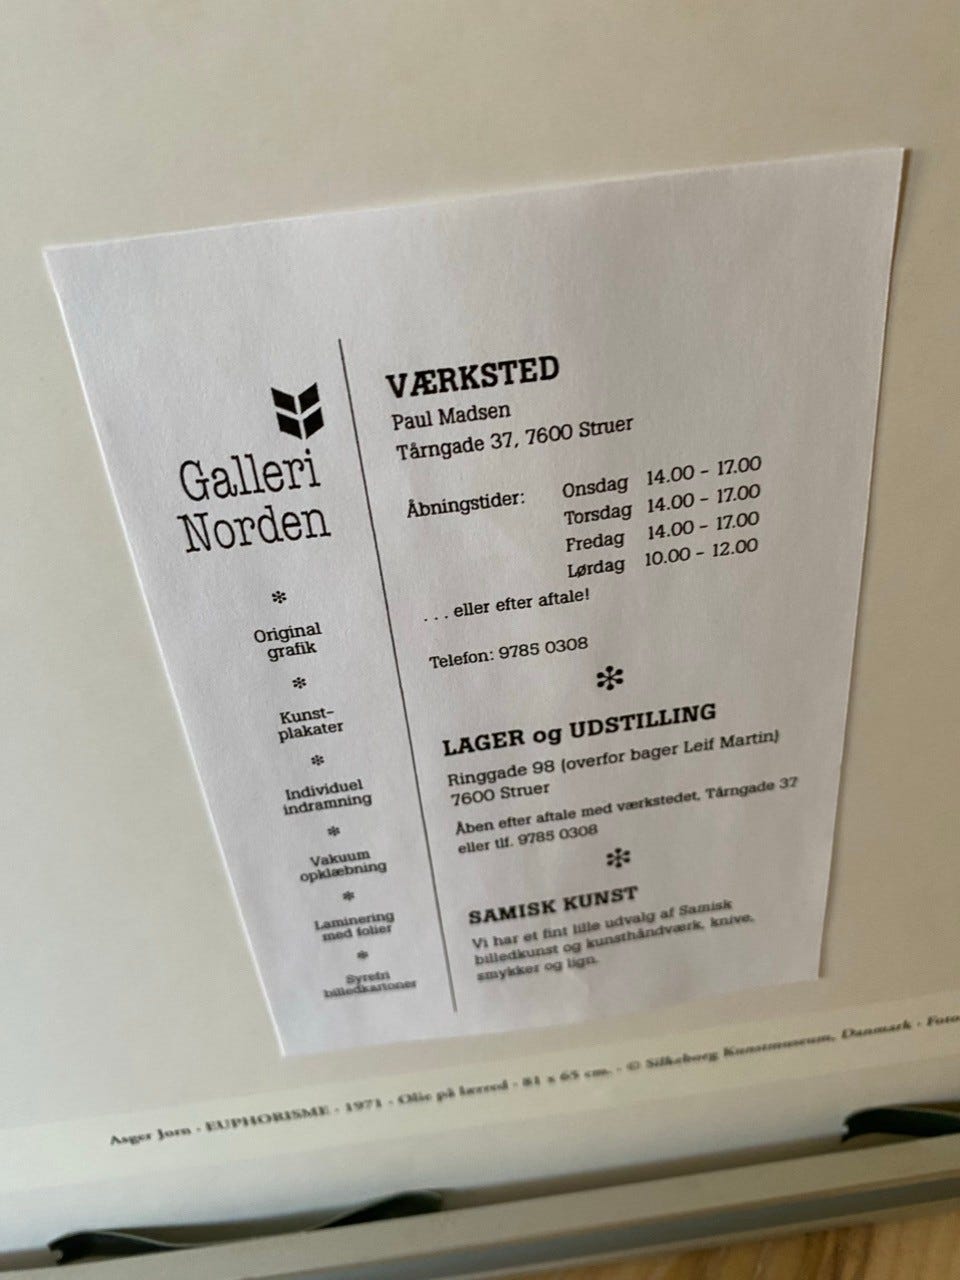 Galleri
Norden
Original
grafik
Kunst-
plakater
Individuel
indramning
Vakuum
opklæbning
Laminering
med folier
Syrefri
billedkartoner
VÆRKSTED
Paul Madsen
Tårngade 37, 7600 Struer
Åbningstider: Onsdag 14.00 - 17.00
Torsdag 14.00 - 17.00
Fredag 14.00 - 17.00
Lørdag 10.00 - 12.00
. . . eller efter aftale!
Telefon: 9785 0308
LAGER og UDSTILLING
Ringgade 98 (overfor bager Leif Martin)
7600 Struer
Åben efter aftale med værkstedet, Tårngade 37
eller tlf. 9785 0308
SAMISK KUNST
Vi har et fint lille udvalg af Samisk
billedkunst og kunsthåndværk, knive,
smykker og lign.
Asger Jorn - EUPHORISME - 1971 - Olie på lærred - 81 x 65 cm. - © Silkeborg Kunstmuseum, Danmark - Foto